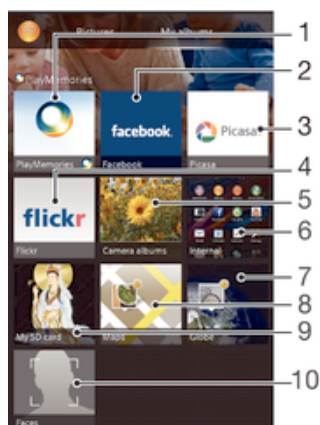 Pictures
My albums
PlayMemories
1
2
facebook.
Picasa
3
PlayMemories
Facebook
Picasa
4
flickr
5
6
Flickr
Camera albums
Internal
7
8
My SD card
Maps
Globe
9
10
Faces